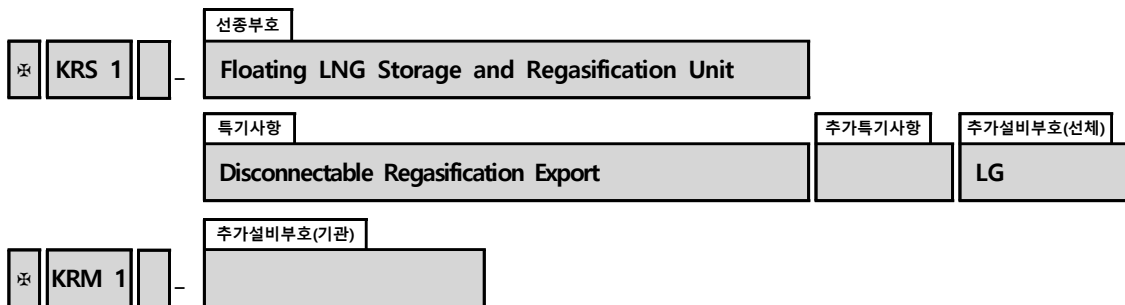 선종부호
✠ KRS 1 – Floating LNG Storage and Regasification Unit
특기사항 추가특기사항 추가설비부호(선체)
Disconnectable Regasification Export LG
추가설비부호(기관)
✠ KRM 1 –